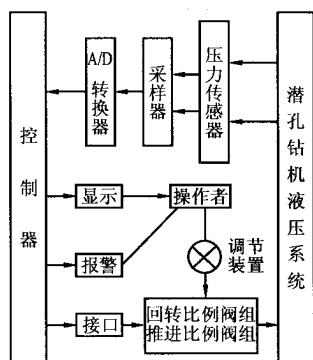 控制器
A/D转换器
采样器
压力传感器
潜孔钻机液压系统
显示
操作者
报警
调节
装置
接口
回转比例阀组
推进比例阀组